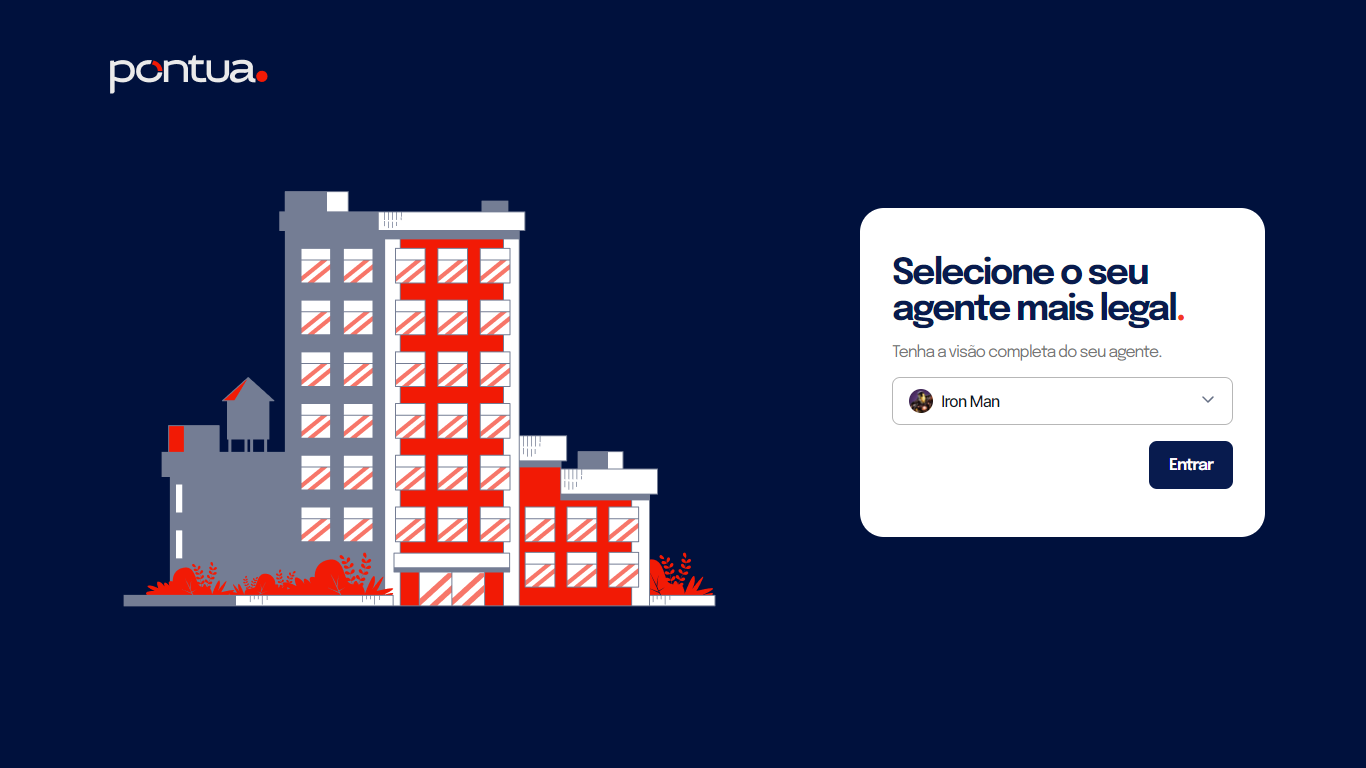 pontua.
Selecione o seu
agente mais legal.
Tenha a visão completa do seu agente.
Iron Man
Entrar